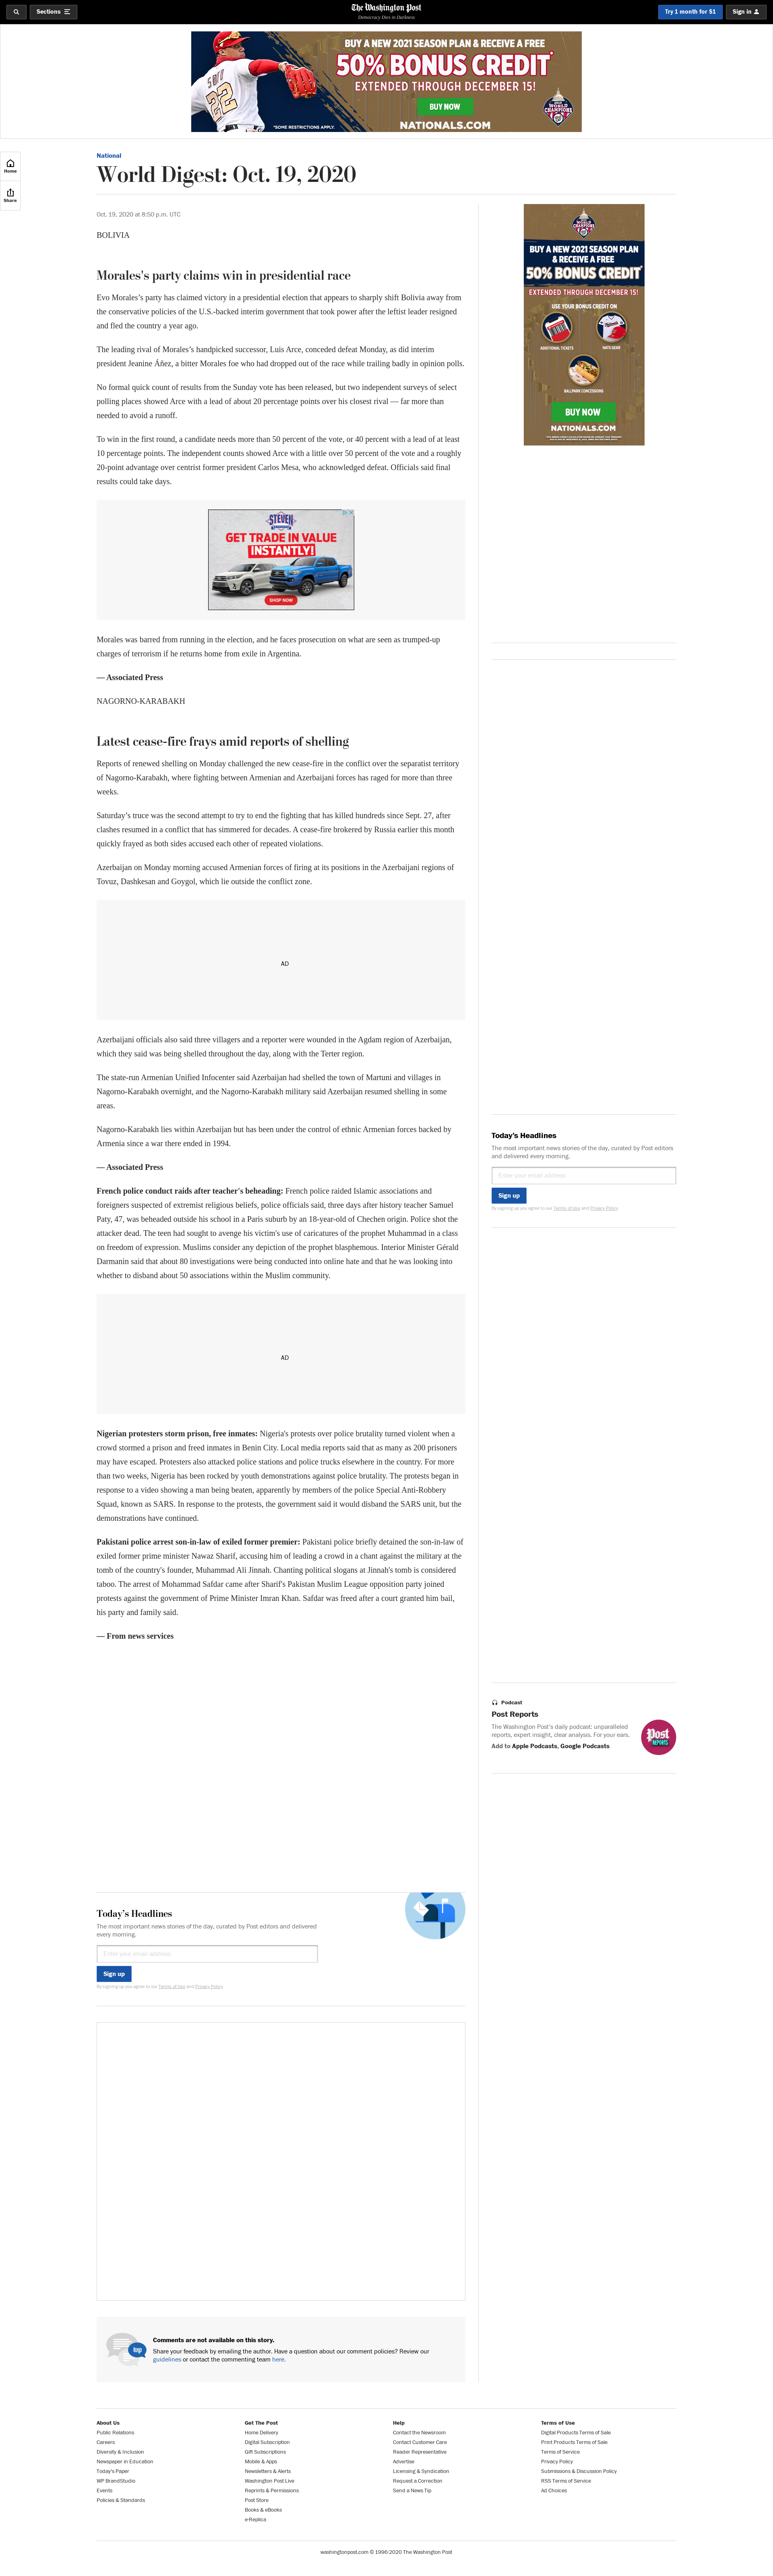 Sections
The Washington Post
Democracy Dies in Darkness
Try 1 month for $1
Sign in
BUY A NEW 2021 SEASON PLAN & RECEIVE A FREE
50% BONUS CREDIT*
EXTENDED THROUGH DECEMBER 15!
BUY NOW
*SOME RESTRICTIONS APPLY.
NATIONALS.COM
WORLD CHAMPIONS
Home
Share
National
World Digest: Oct. 19, 2020
Oct. 19, 2020 at 8:50 p.m. UTC
BOLIVIA
Morales's party claims win in presidential race
Evo Morales’s party has claimed victory in a presidential election that appears to sharply shift Bolivia away from
the conservative policies of the U.S.-backed interim government that took power after the leftist leader resigned
and fled the country a year ago.
The leading rival of Morales’s handpicked successor, Luis Arce, conceded defeat Monday, as did interim
president Jeanine Áñez, a bitter Morales foe who had dropped out of the race while trailing badly in opinion polls.
No formal quick count of results from the Sunday vote has been released, but two independent surveys of select
polling places showed Arce with a lead of about 20 percentage points over his closest rival — far more than
needed to avoid a runoff.
To win in the first round, a candidate needs more than 50 percent of the vote, or 40 percent with a lead of at least
10 percentage points. The independent counts showed Arce with a little over 50 percent of the vote and a roughly
20-point advantage over centrist former president Carlos Mesa, who acknowledged defeat. Officials said final
results could take days.
STEVEN
GET TRADE IN VALUE
INSTANTLY!
SHOP NOW
Morales was barred from running in the election, and he faces prosecution on what are seen as trumped-up
charges of terrorism if he returns home from exile in Argentina.
— Associated Press
NAGORNO-KARABAKH
Latest cease-fire frays amid reports of shelling
Reports of renewed shelling on Monday challenged the new cease-fire in the conflict over the separatist territory
of Nagorno-Karabakh, where fighting between Armenian and Azerbaijani forces has raged for more than three
weeks.
Saturday’s truce was the second attempt to try to end the fighting that has killed hundreds since Sept. 27, after
clashes resumed in a conflict that has simmered for decades. A cease-fire brokered by Russia earlier this month
quickly frayed as both sides accused each other of repeated violations.
Azerbaijan on Monday morning accused Armenian forces of firing at its positions in the Azerbaijani regions of
Tovuz, Dashkesan and Goygol, which lie outside the conflict zone.
AD
Azerbaijani officials also said three villagers and a reporter were wounded in the Agdam region of Azerbaijan,
which they said was being shelled throughout the day, along with the Terter region.
The state-run Armenian Unified Infocenter said Azerbaijan had shelled the town of Martuni and villages in
Nagorno-Karabakh overnight, and the Nagorno-Karabakh military said Azerbaijan resumed shelling in some
areas.
Nagorno-Karabakh lies within Azerbaijan but has been under the control of ethnic Armenian forces backed by
Armenia since a war there ended in 1994.
— Associated Press
French police conduct raids after teacher's beheading: French police raided Islamic associations and
foreigners suspected of extremist beliefs, police officials said, three days after history teacher Samuel
Paty, 47, was beheaded outside his school in a Paris suburb by an 18-year-old of Chechen origin. Police shot the
attacker dead. The teen had sought to avenge his victim's use of caricatures of the prophet Muhammad in a class
on freedom of expression. Muslims consider any depiction of the prophet blasphemous. Interior Minister Gérald
Darmanin said that about 80 investigations were being conducted into online hate and that he was looking into
whether to disband about 50 associations within the Muslim community.
AD
Nigerian protesters storm prison, free inmates: Nigeria's protests over police brutality turned violent when a
crowd stormed a prison and freed inmates in Benin City. Local media reports said that as many as 200 prisoners
may have escaped. Protesters also attacked police stations and police trucks elsewhere in the country. For more
than two weeks, Nigeria has been rocked by youth demonstrations against police brutality. The protests began in
response to a video showing a man being beaten, apparently by members of the police Special Anti-Robbery
Squad, known as SARS. In response to the protests, the government said it would disband the SARS unit, but the
demonstrations have continued.
Pakistani police arrest son-in-law of exiled former premier: Pakistani police briefly detained the son-in-law of
exiled former prime minister Nawaz Sharif, accusing him of leading a crowd in a chant against the military at the
tomb of the country's founder, Muhammad Ali Jinnah. Chanting political slogans at Jinnah's tomb is considered
taboo. The arrest of Mohammad Safdar came after Sharif's Pakistan Muslim League opposition party joined
protests against the government of Prime Minister Imran Khan. Safdar was freed after a court granted him bail,
his party and family said.
— From news services
WORLD CHAMPIONS
BUY A NEW 2021 SEASON PLAN
& RECEIVE A FREE
50% BONUS CREDIT*
EXTENDED THROUGH DECEMBER 15!
USE YOUR BONUS CREDIT ON
ADDITIONAL TICKETS
NATS GEAR
BALLPARK CONCESSIONS
BUY NOW
NATIONALS.COM
Today’s Headlines
The most important news stories of the day, curated by Post editors
and delivered every morning.
Enter your email address
Sign up
By signing up you agree to our Terms of Use and Privacy Policy
Podcast
Post Reports
The Washington Post’s daily podcast: unparalleled
reports, expert insight, clear analysis. For your ears.
Add to Apple Podcasts, Google Podcasts
Post
REPORTS
Today’s Headlines
The most important news stories of the day, curated by Post editors and delivered
every morning.
Enter your email address
Sign up
By signing up you agree to our Terms of Use and Privacy Policy
top
Comments are not available on this story.
Share your feedback by emailing the author. Have a question about our comment policies? Review our
guidelines or contact the commenting team here.
About Us
Public Relations
Careers
Diversity & Inclusion
Newspaper in Education
Today's Paper
WP BrandStudio
Events
Policies & Standards
Get The Post
Home Delivery
Digital Subscription
Gift Subscriptions
Mobile & Apps
Newsletters & Alerts
Washington Post Live
Reprints & Permissions
Post Store
Books & eBooks
e-Replica
Help
Contact the Newsroom
Contact Customer Care
Reader Representative
Advertise
Licensing & Syndication
Request a Correction
Send a News Tip
Terms of Use
Digital Products Terms of Sale
Print Products Terms of Sale
Terms of Service
Privacy Policy
Submissions & Discussion Policy
RSS Terms of Service
Ad Choices
washingtonpost.com © 1996-2020 The Washington Post